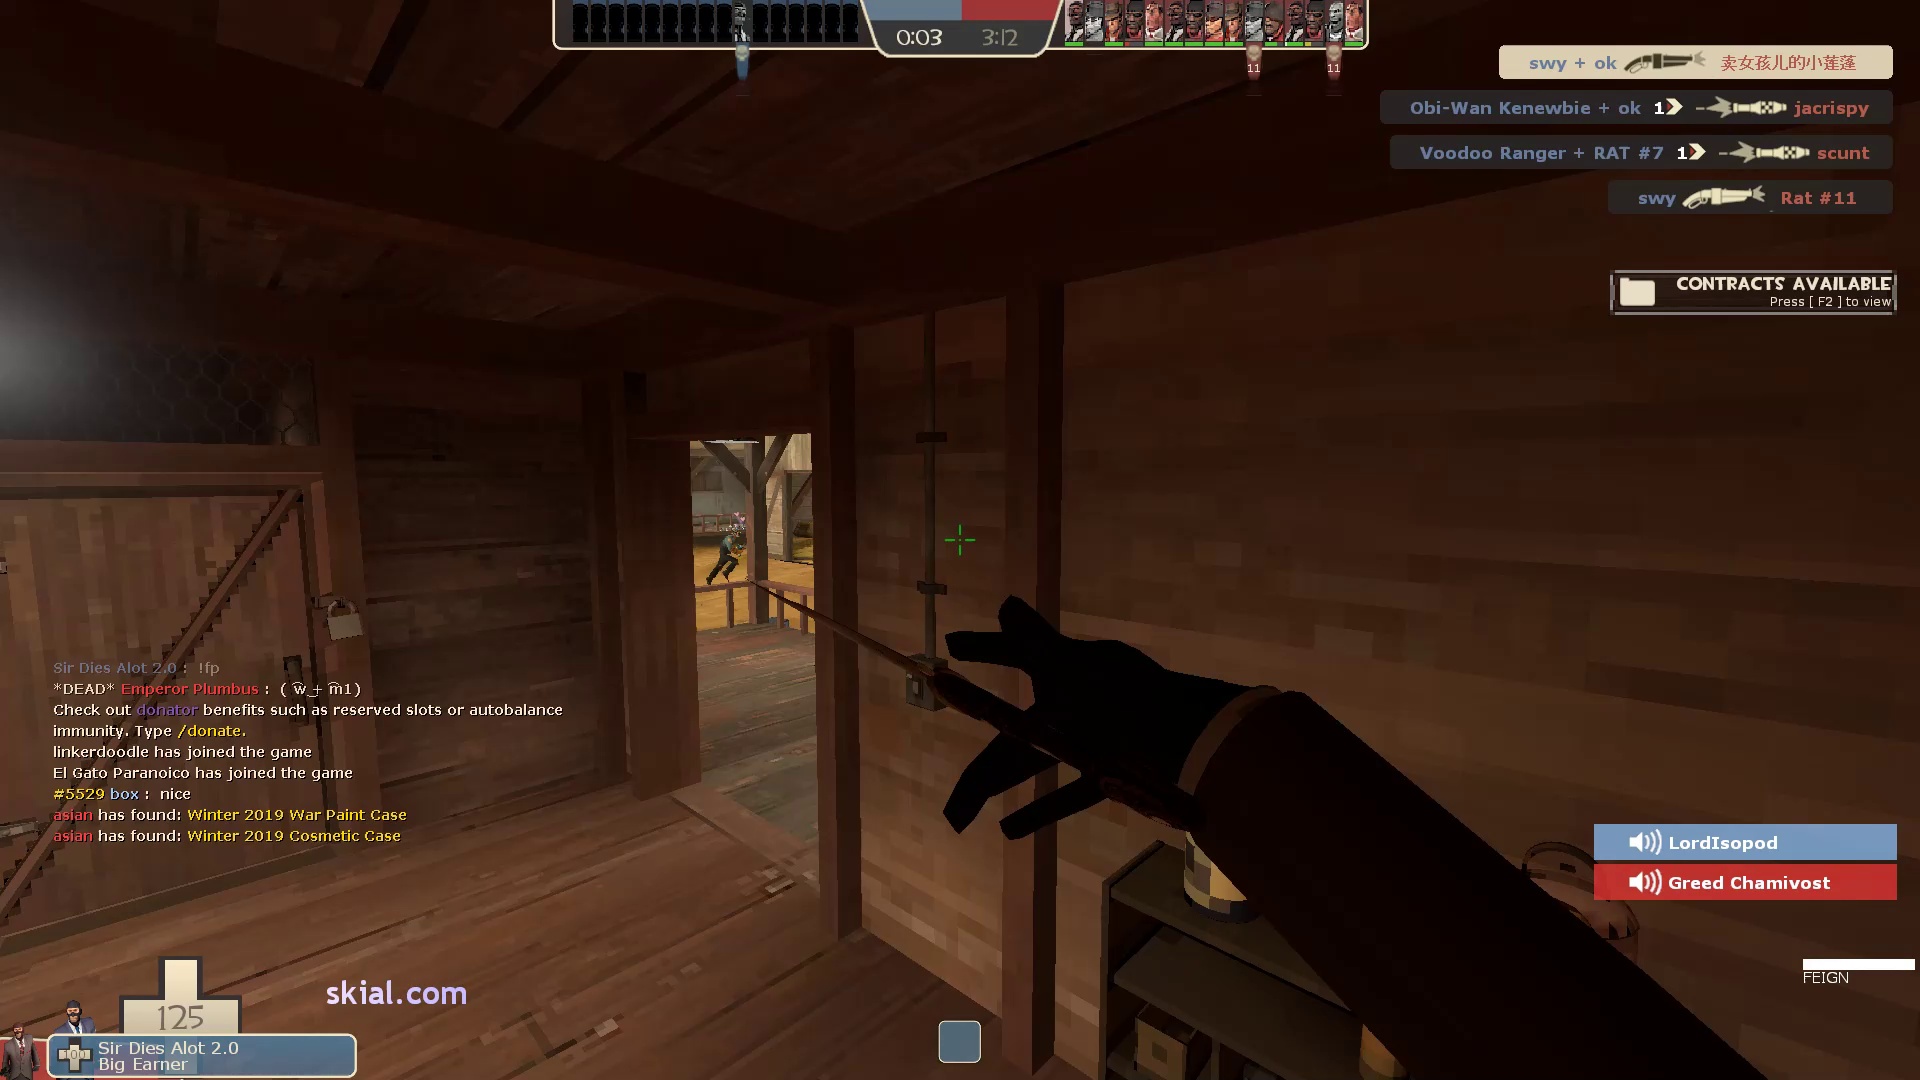 0:03 3:12
11 11
swy + ok 卖女孩儿的小莲蓬
Obi-Wan Kenewbie + ok 1 jacrispy
Voodoo Ranger + RAT #7 1 scunt
swy Rat #11
CONTRACTS AVAILABLE
Press [ F2 ] to view
Sir Dies Alot 2.0 : !fp
*DEAD* Emperor Plumbus : ( ͡w ͜+ ͡m1)
Check out donator benefits such as reserved slots or autobalance
immunity. Type /donate.
linkerdoodle has joined the game
El Gato Paranoico has joined the game
#5529 box : nice
asian has found: Winter 2019 War Paint Case
asian has found: Winter 2019 Cosmetic Case
LordIsopod
Greed Chamivost
FEIGN
skial.com
125
100
Sir Dies Alot 2.0
Big Earner